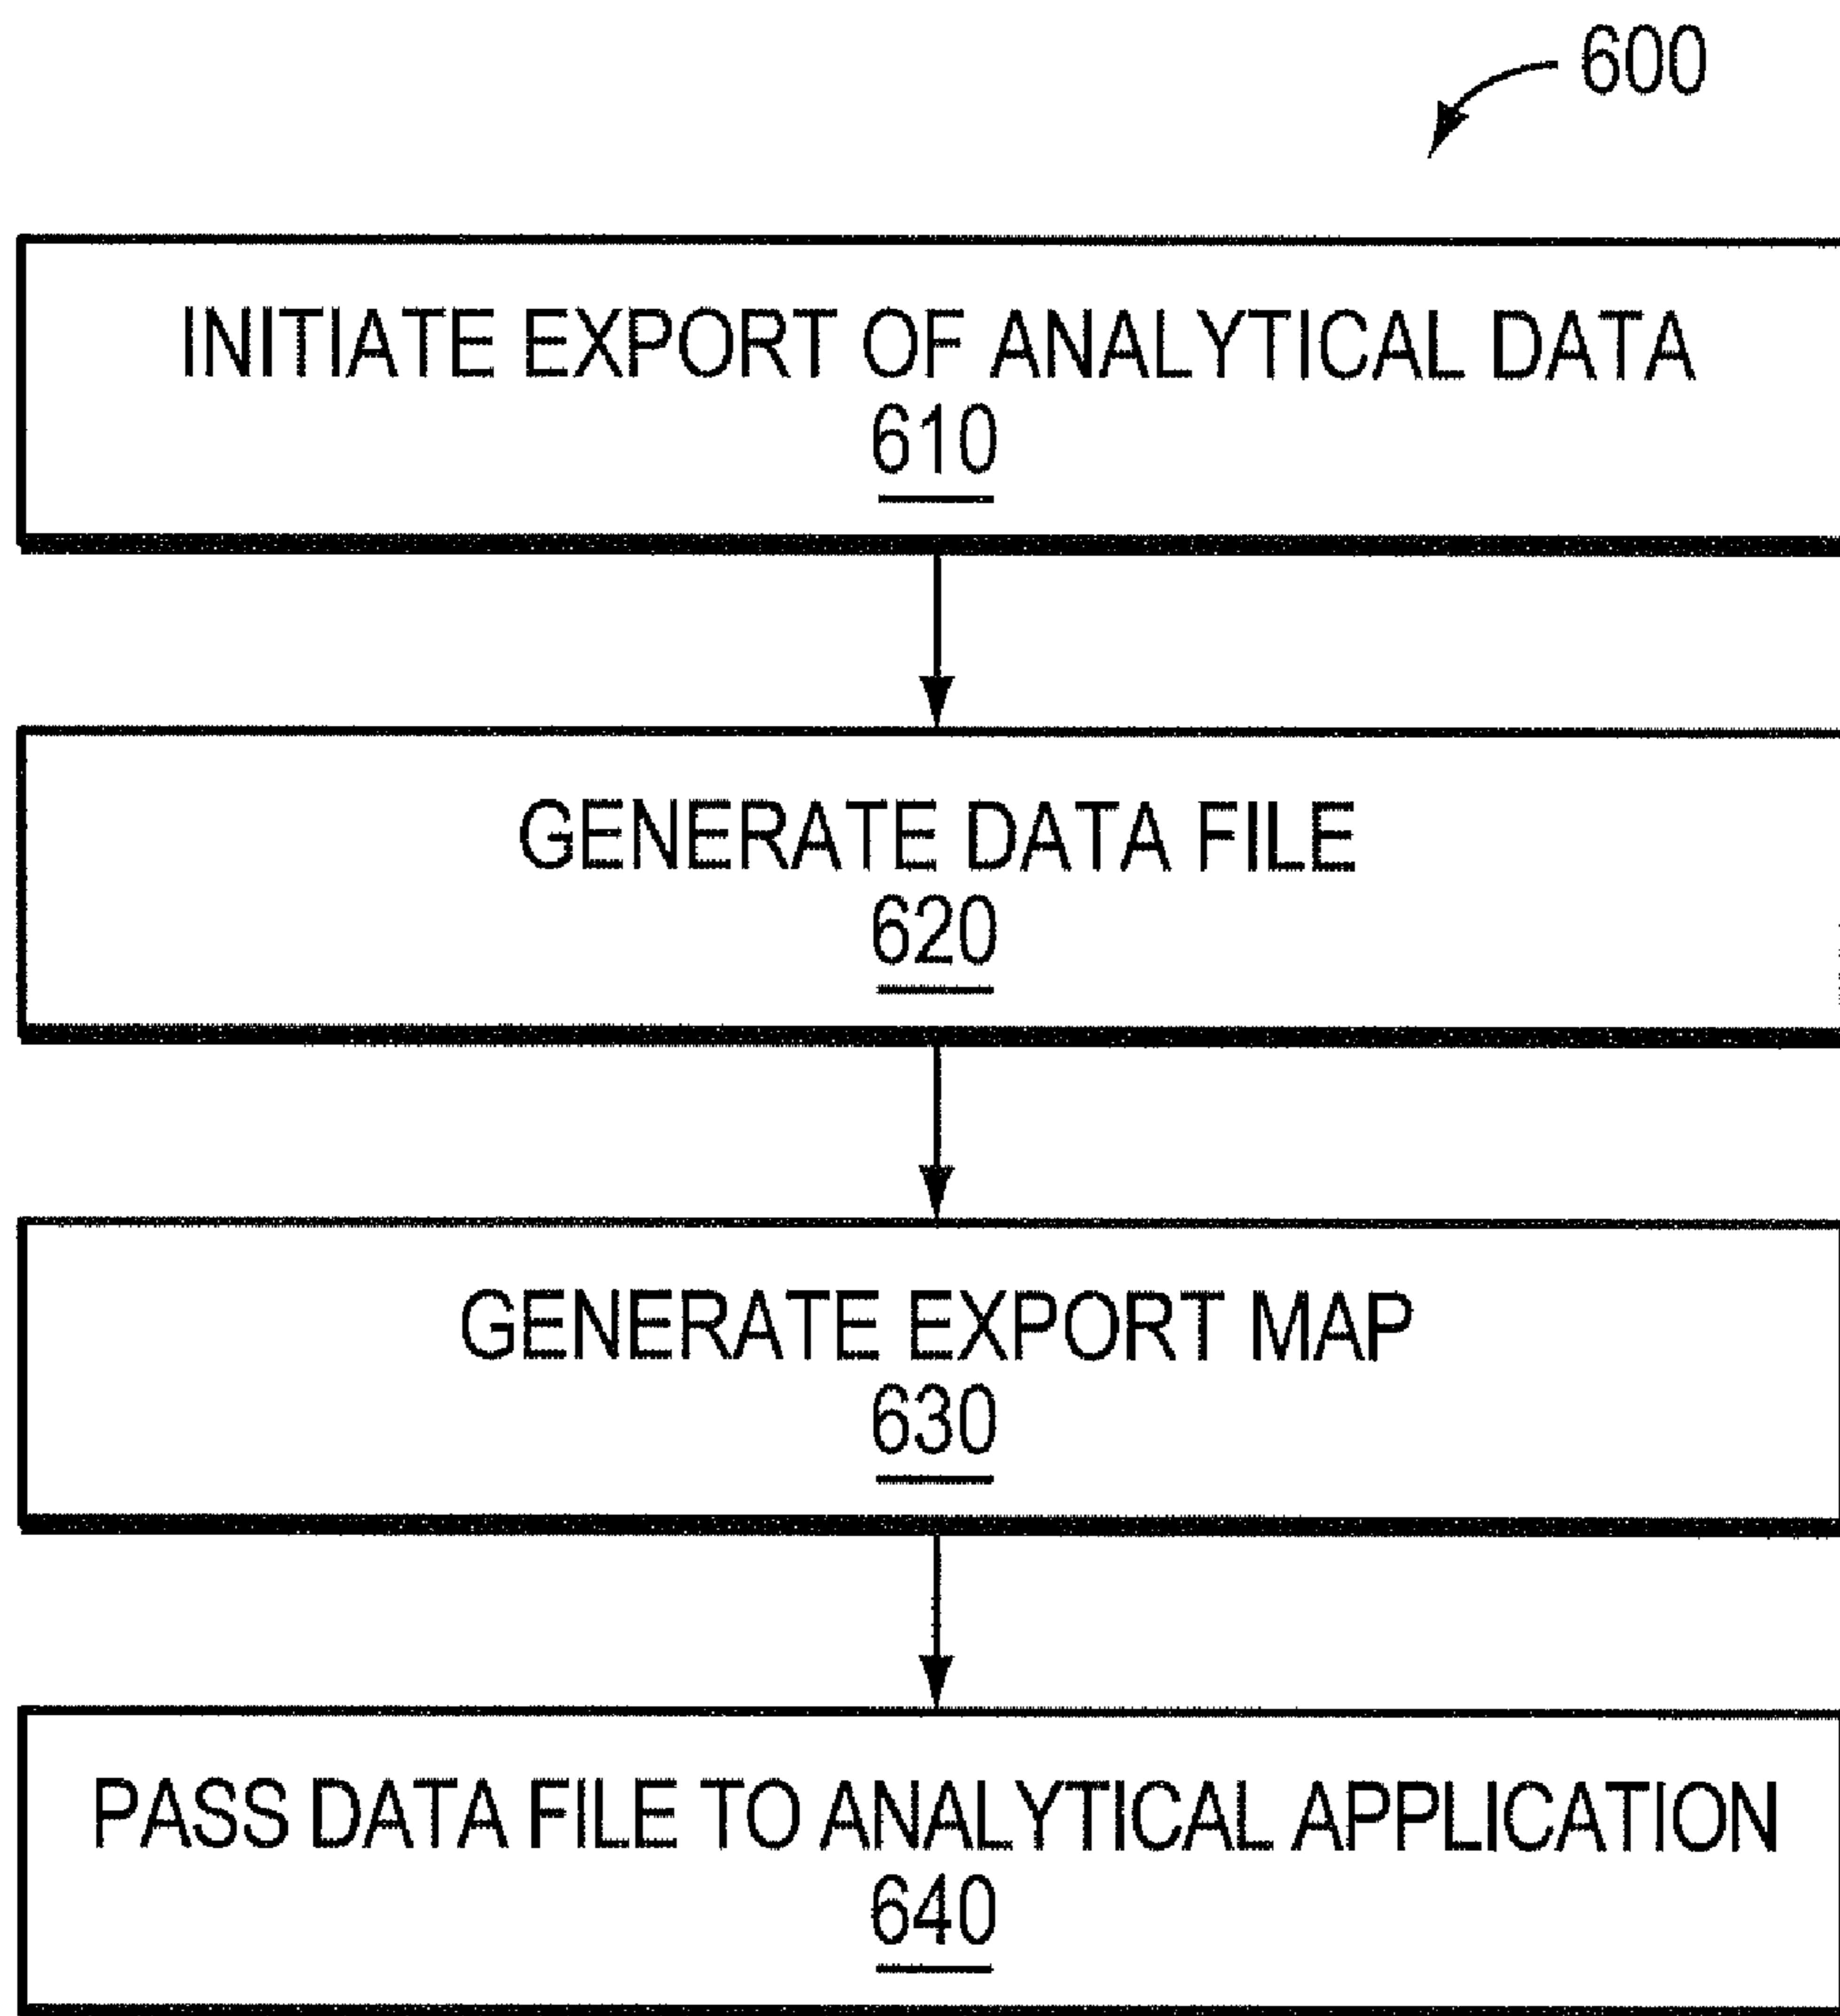 600
INITIATE EXPORT OF ANALYTICAL DATA
610
GENERATE DATA FILE
620
GENERATE EXPORT MAP
630
PASS DATA FILE TO ANALYTICAL APPLICATION
640